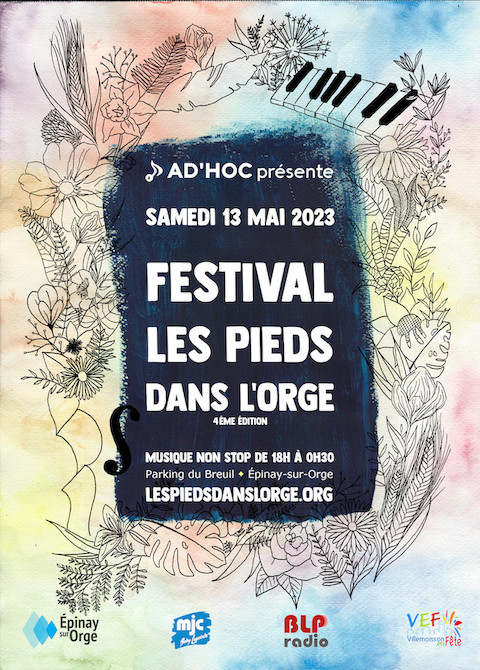 AD'HOC présente
SAMEDI 13 MAI 2023
FESTIVAL
LES PIEDS
DANS L'ORGE
4ÈME ÉDITION
MUSIQUE NON STOP DE 18H À 0H30
Parking du Breuil • Épinay-sur-Orge
LESPIEDSDANSLORGE.ORG
Épinay
sur
Orge
mjc
BLP
radio
VEF
Villemoisson
en Fête